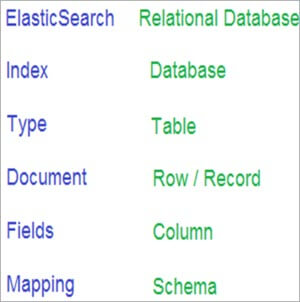 ElasticSearch Relational Database
Index Database
Type Table
Document Row / Record
Fields Column
Mapping Schema